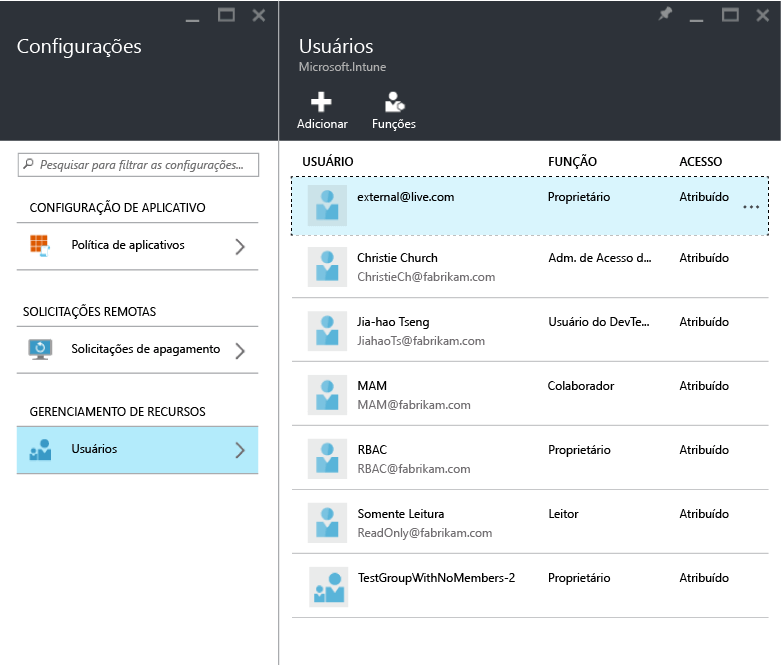 Configurações
Pesquisar para filtrar as configurações...
CONFIGURAÇÃO DE APLICATIVO
Política de aplicativos
SOLICITAÇÕES REMOTAS
Solicitações de apagamento
GERENCIAMENTO DE RECURSOS
Usuários
Usuários
Microsoft.Intune
Adicionar Funções
USUÁRIO FUNÇÃO ACESSO
external@live.com Proprietário Atribuído ...
Christie Church Adm. de Acesso d... Atribuído
ChristieCh@fabrikam.com
Jia-hao Tseng Usuário do DevTe... Atribuído
JiahaoTs@fabrikam.com
MAM Colaborador Atribuído
MAM@fabrikam.com
RBAC Proprietário Atribuído
RBAC@fabrikam.com
Somente Leitura Leitor Atribuído
ReadOnly@fabrikam.com
TestGroupWithNoMembers-2 Proprietário Atribuído